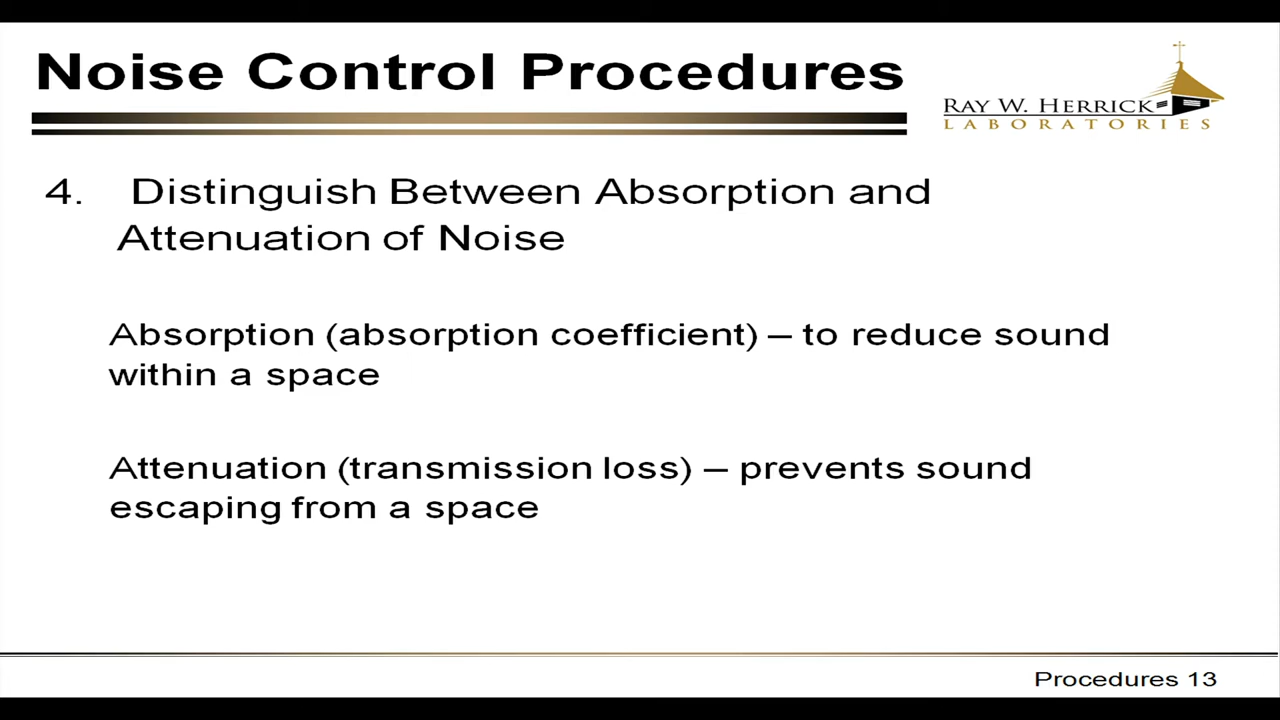 Noise Control Procedures
RAY W. HERRICK
LABORATORIES
4. Distinguish Between Absorption and
Attenuation of Noise
Absorption (absorption coefficient) – to reduce sound
within a space
Attenuation (transmission loss) – prevents sound
escaping from a space
Procedures 13